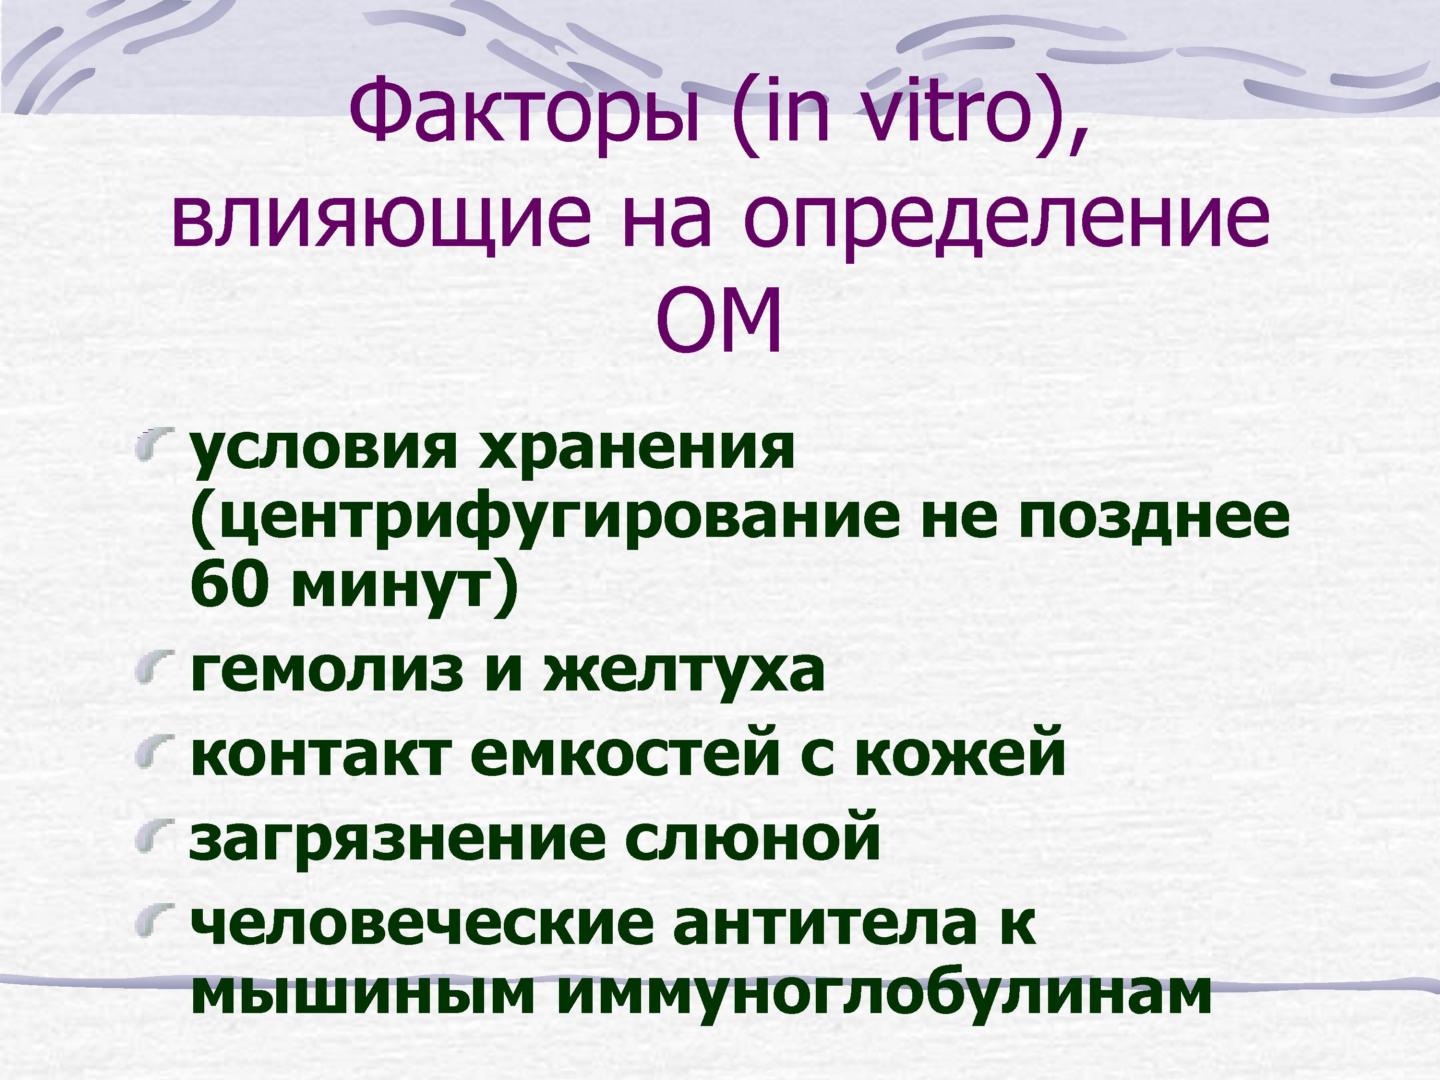 Факторы (in vitro),
влияющие на определение
ОМ
условия хранения
(центрифугирование не позднее
60 минут)
гемолиз и желтуха
контакт емкостей с кожей
загрязнение слюной
человеческие антитела к
мышиным иммуноглобулинам